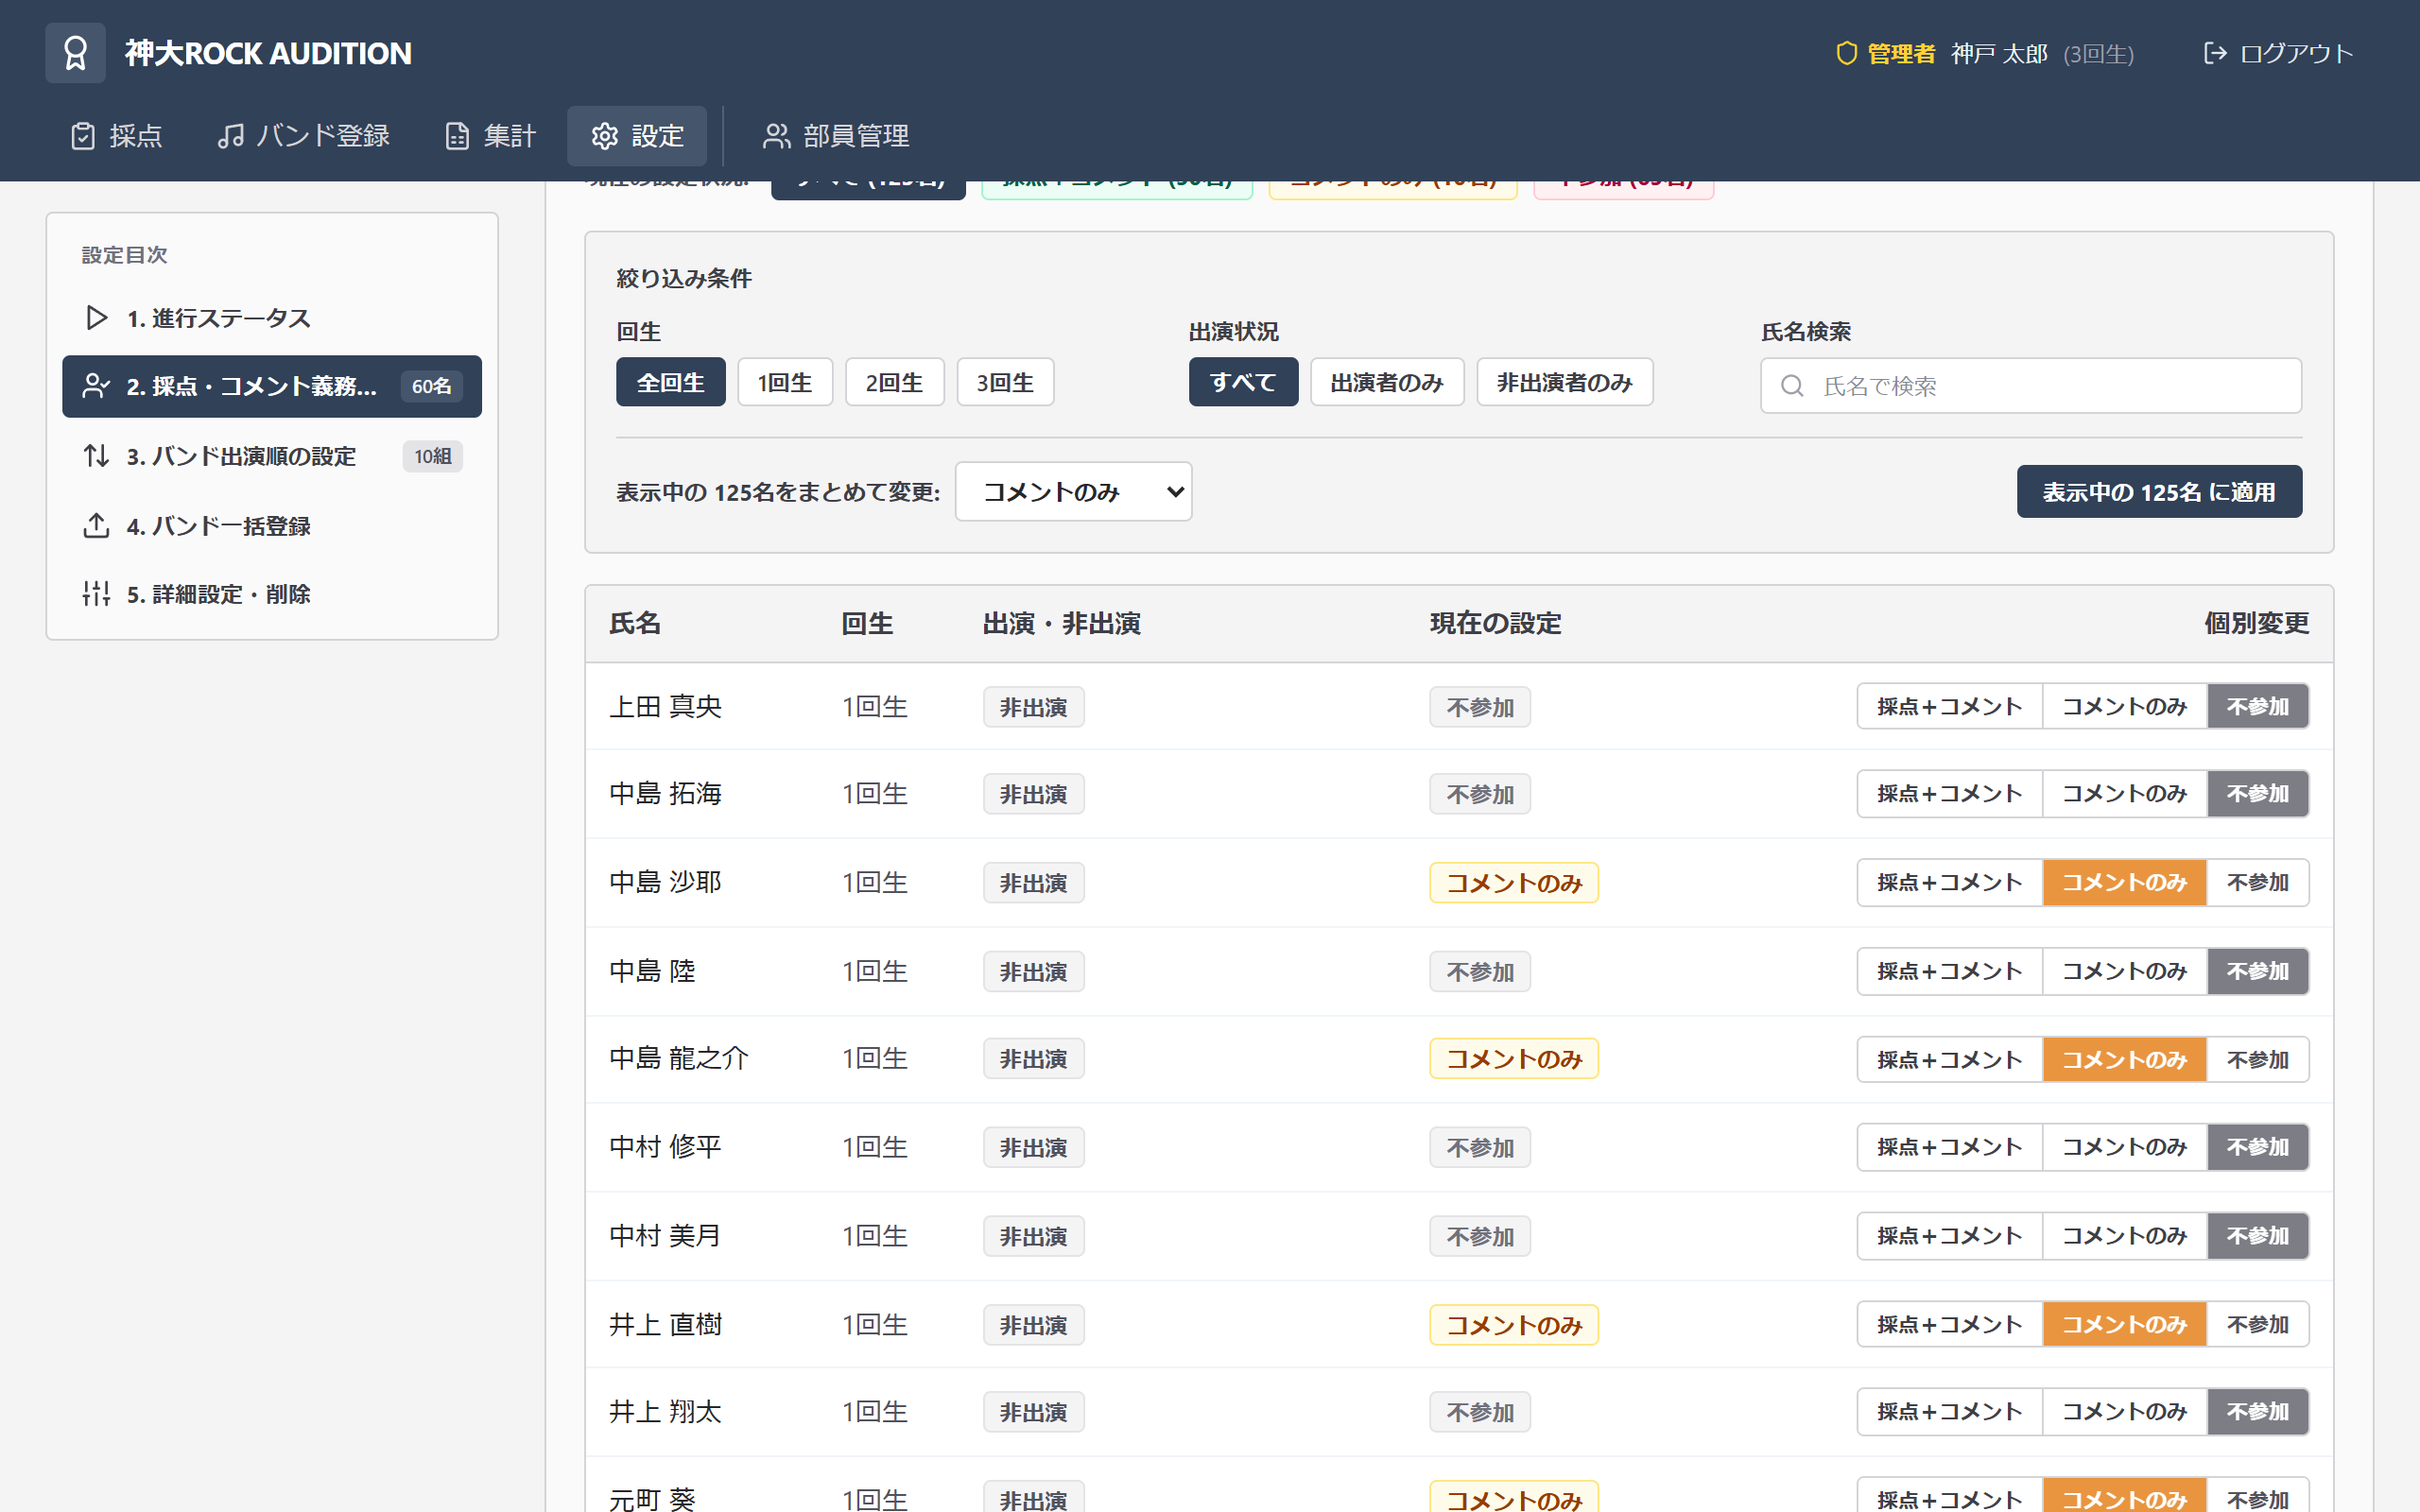 神大ROCK AUDITION
管理者 神戸 太郎 (3回生) ログアウト
採点 バンド登録 集計 設定 部員管理
設定目次
1. 進行ステータス
2. 採点・コメント義務... 60名
3. バンド出演順の設定 10組
4. バンド一括登録
5. 詳細設定・削除
絞り込み条件
回生 出演状況 氏名検索
全回生 1回生 2回生 3回生 すべて 出演者のみ 非出演者のみ 氏名で検索
表示中の 125名をまとめて変更: コメントのみ 表示中の 125名 に適用
氏名 回生 出演・非出演 現在の設定 個別変更
上田 真央 1回生 非出演 不参加 採点+コメント コメントのみ 不参加
中島 拓海 1回生 非出演 不参加 採点+コメント コメントのみ 不参加
中島 沙耶 1回生 非出演 コメントのみ 採点+コメント コメントのみ 不参加
中島 陸 1回生 非出演 不参加 採点+コメント コメントのみ 不参加
中島 龍之介 1回生 非出演 コメントのみ 採点+コメント コメントのみ 不参加
中村 修平 1回生 非出演 不参加 採点+コメント コメントのみ 不参加
中村 美月 1回生 非出演 不参加 採点+コメント コメントのみ 不参加
井上 直樹 1回生 非出演 コメントのみ 採点+コメント コメントのみ 不参加
井上 翔太 1回生 非出演 不参加 採点+コメント コメントのみ 不参加
元町 葵 1回生 非出演 コメントのみ 採点+コメント コメントのみ 不参加